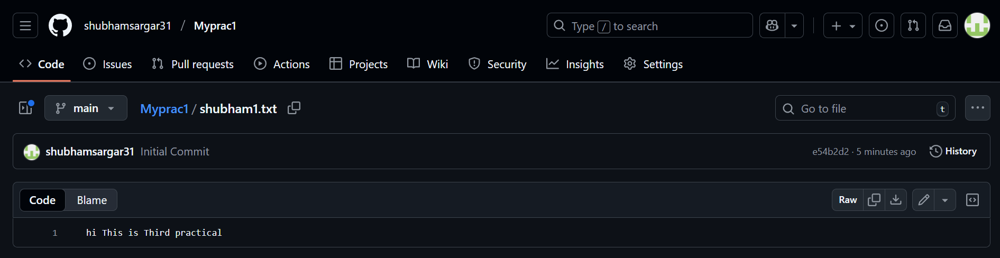 shubhamsargar31 / Myprac1 Type / to search
Code Issues Pull requests Actions Projects Wiki Security Insights Settings
main Myprac1 / shubham1.txt Go to file t
shubhamsargar31 Initial Commit e54b2d2 · 5 minutes ago History
Code Blame Raw
1 hi This is Third practical